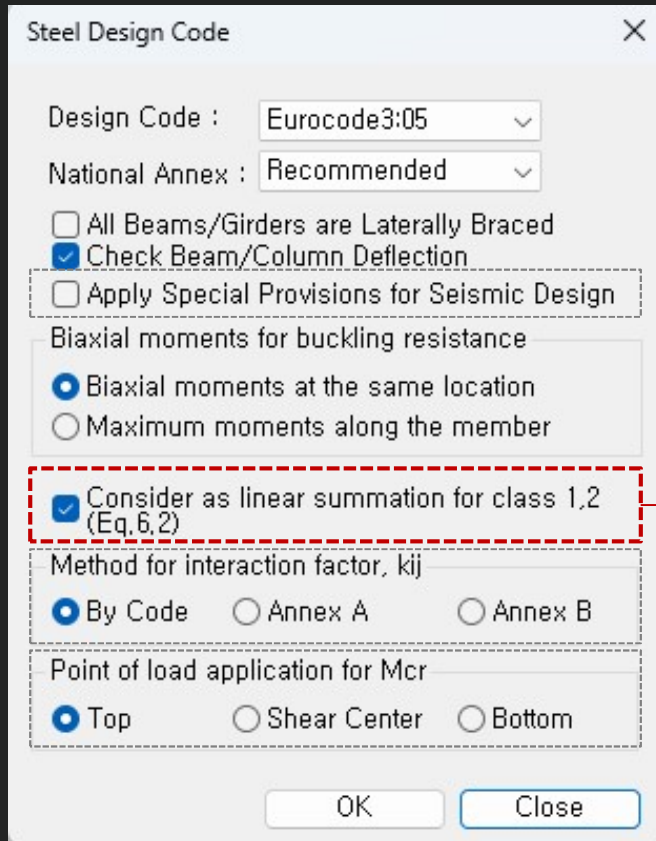 Steel Design Code
Design Code : Eurocode3:05
National Annex : Recommended
All Beams/Girders are Laterally Braced
Check Beam/Column Deflection
Apply Special Provisions for Seismic Design
Biaxial moments for buckling resistance
Biaxial moments at the same location
Maximum moments along the member
Consider as linear summation for class 1,2
(Eq.6.2)
Method for interaction factor, kij
By Code Annex A Annex B
Point of load application for Mcr
Top Shear Center Bottom
OK Close